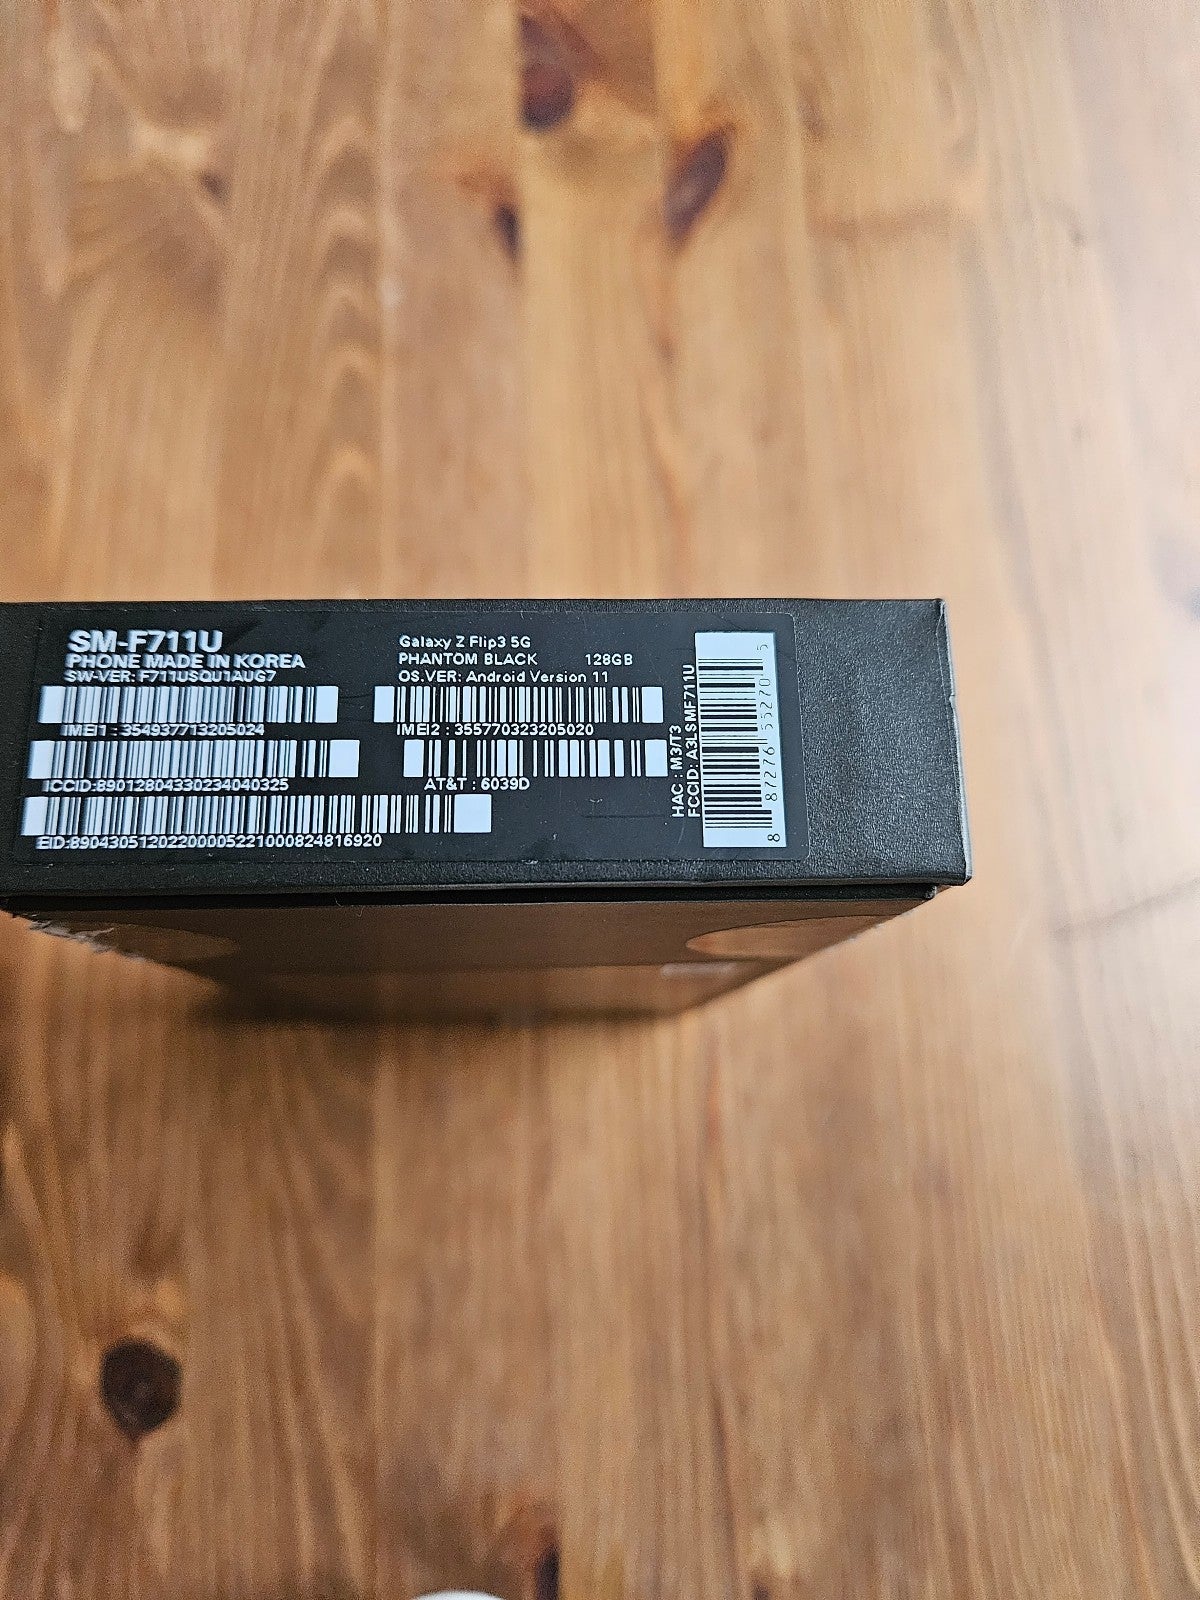 SM-F711U
PHONE MADE IN KOREA
SW-VER: F711USQU1AUG7
IMEI1 : 354937713205024
ICCID:89012804330234040325
EID:89043051202200005221000824816920
Galaxy Z Flip3 5G
PHANTOM BLACK 128GB
OS.VER: Android Version 11
IMEI2 : 355770323205020
AT&T : 6039D
HAC : M3/T3
FCCID: A3LSMF711U
8 87276 55270 5